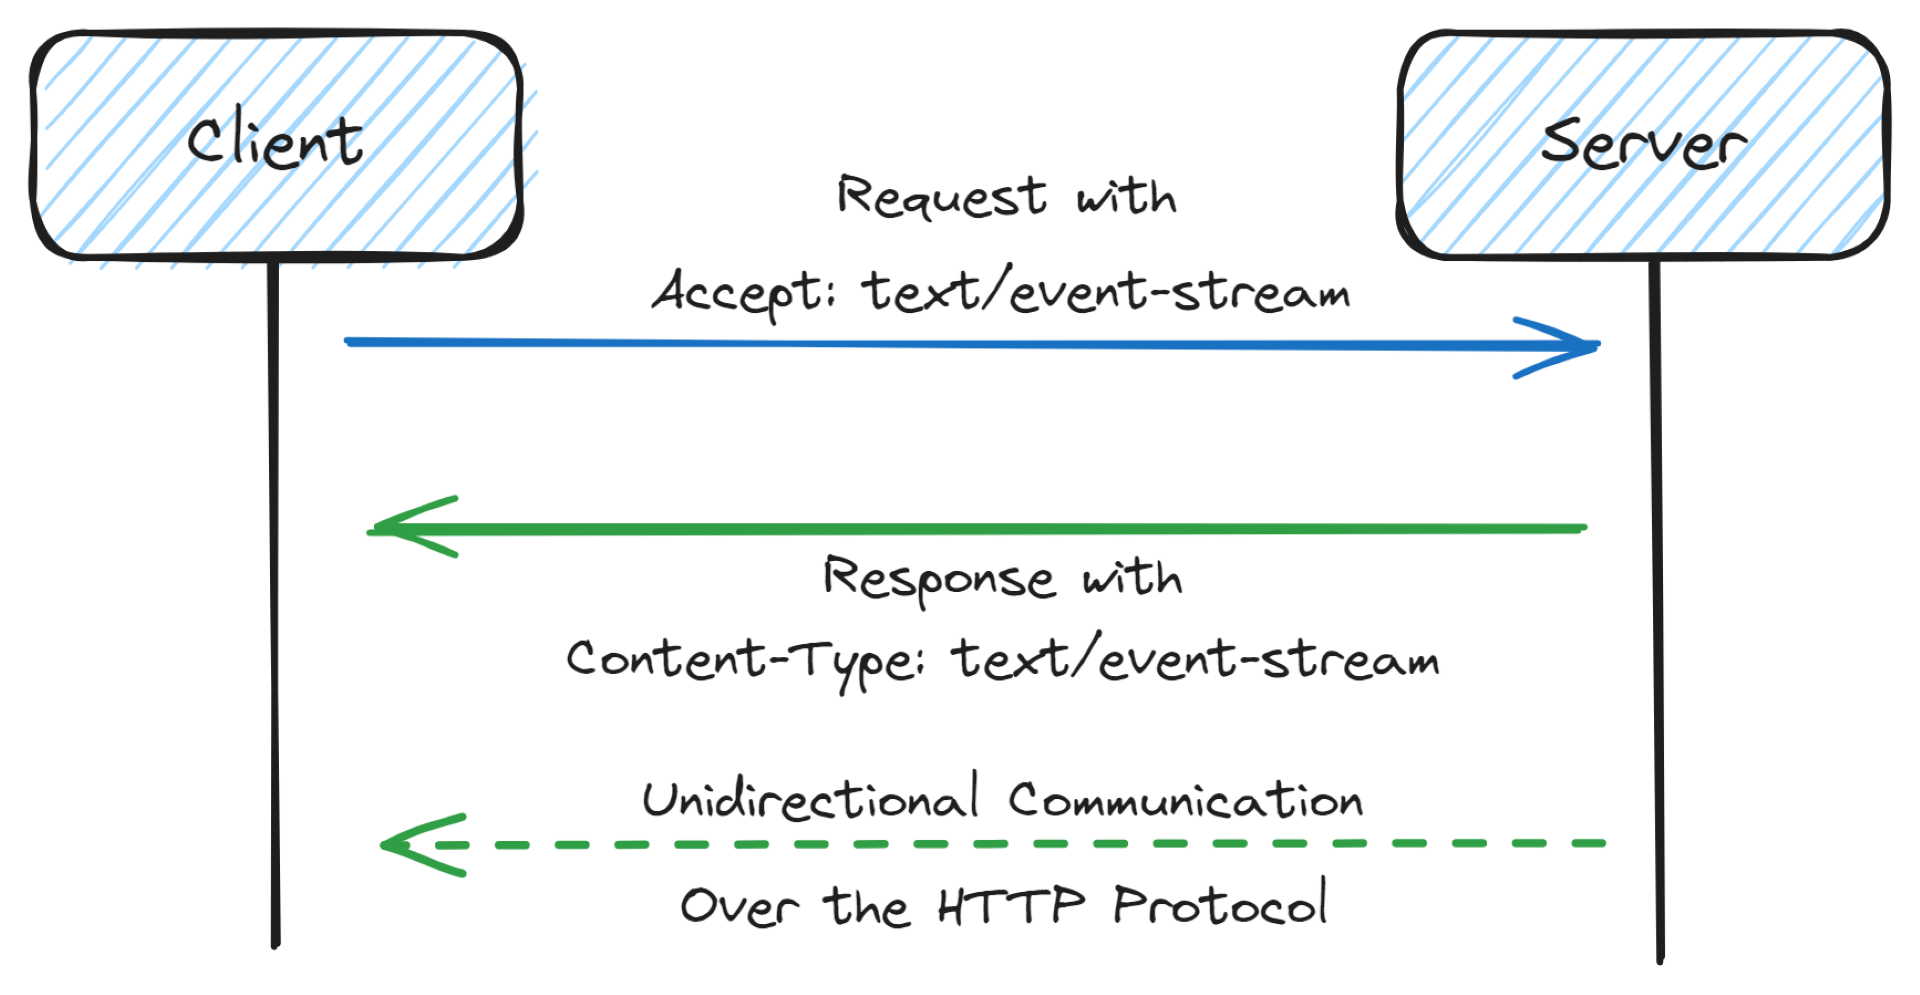 Client
Server
Request with
Accept: text/event-stream
Response with
Content-Type: text/event-stream
Unidirectional Communication
Over the HTTP Protocol